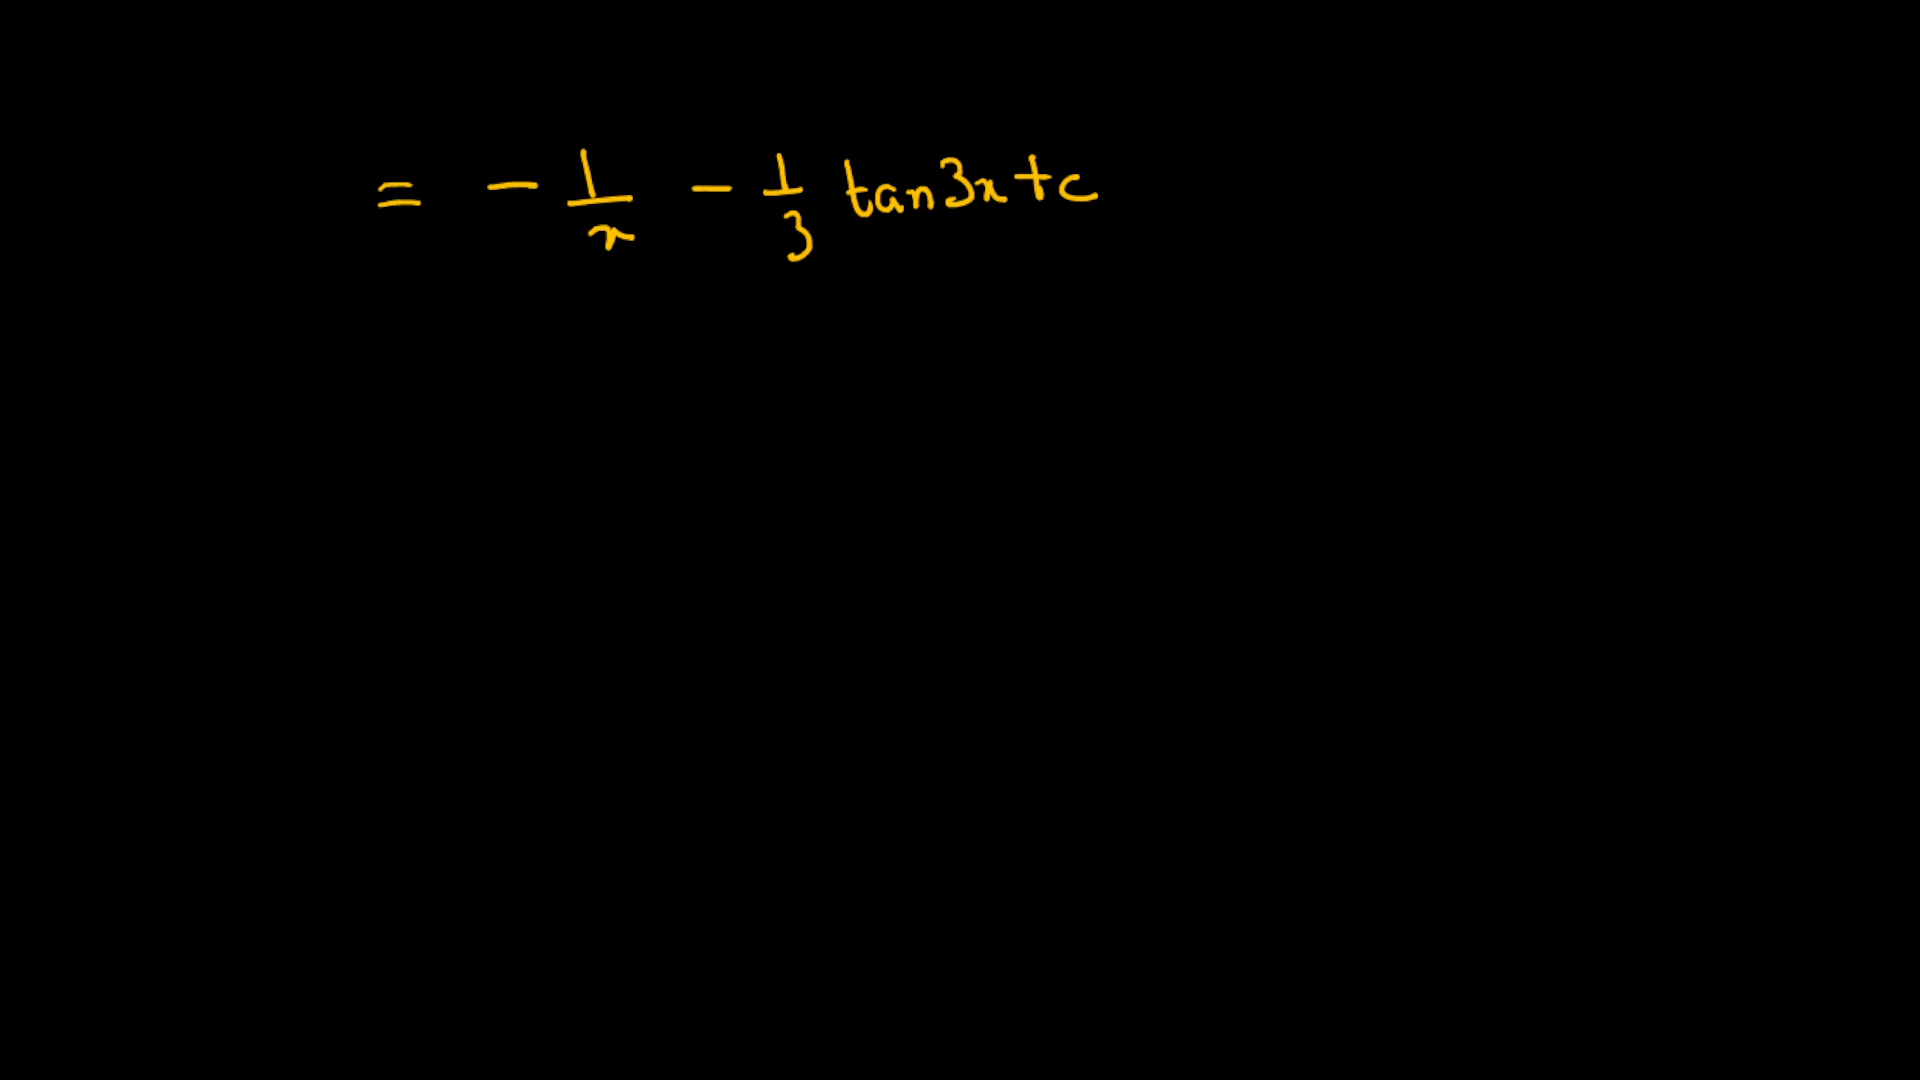 = - 1/x - 1/3 tan3x+c